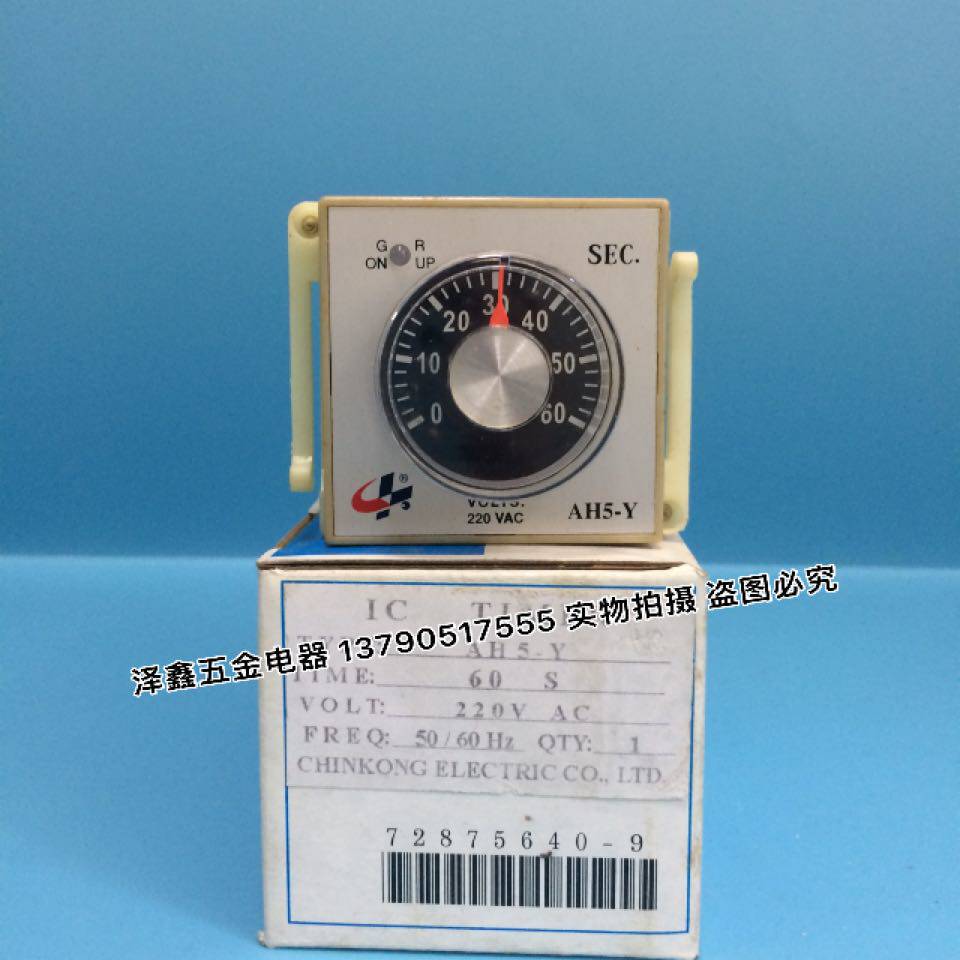 G R
ON UP
SEC.
0 10 20 30 40 50 60
®
VOLTS.
220 VAC
AH5-Y
IC
泽鑫五金电器 13790517555 实物拍摄 盗图必究
AH5-Y
TIME: 60 S
VOLT: 220V AC
FREQ: 50/60 Hz QTY: 1
CHINKONG ELECTRIC CO., LTD.
72875640-9